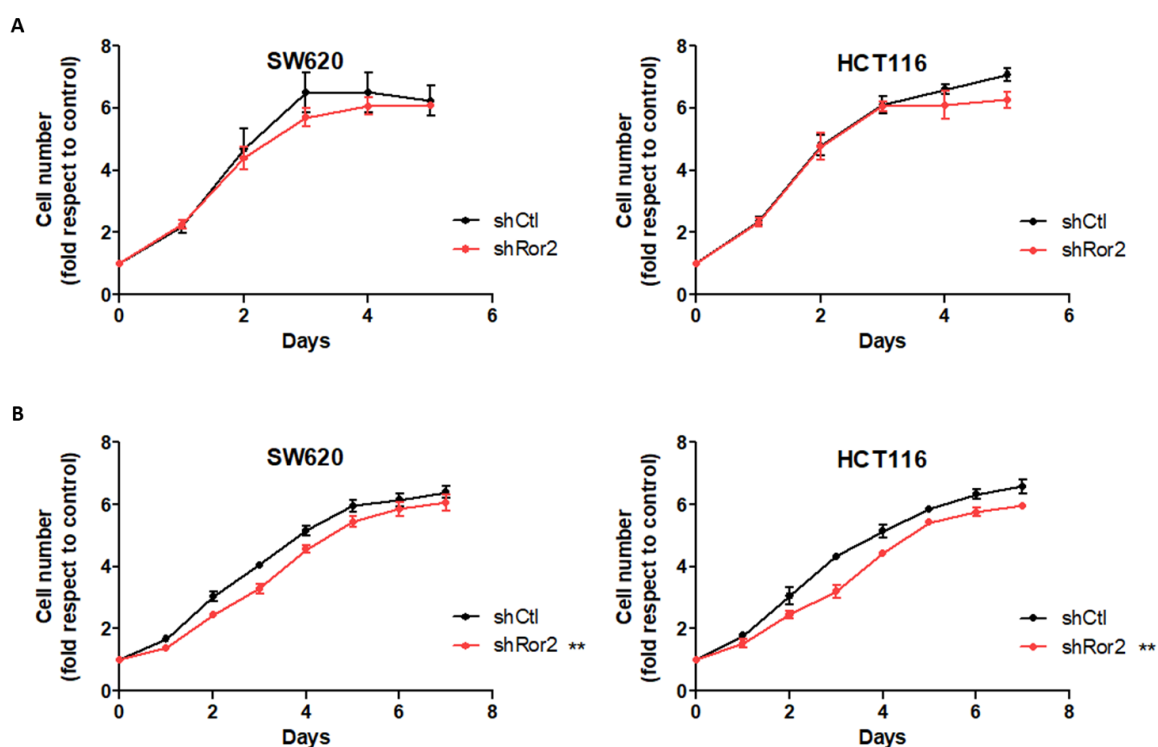 A
SW620
Cell number
(fold respect to control)
8
6
4
2
0
0 2 4 6
Days
shCtl
shRor2
HCT116
Cell number
(fold respect to control)
8
6
4
2
0
0 2 4 6
Days
shCtl
shRor2
B
SW620
Cell number
(fold respect to control)
8
6
4
2
0
0 2 4 6 8
Days
shCtl
shRor2 **
HCT116
Cell number
(fold respect to control)
8
6
4
2
0
0 2 4 6 8
Days
shCtl
shRor2 **